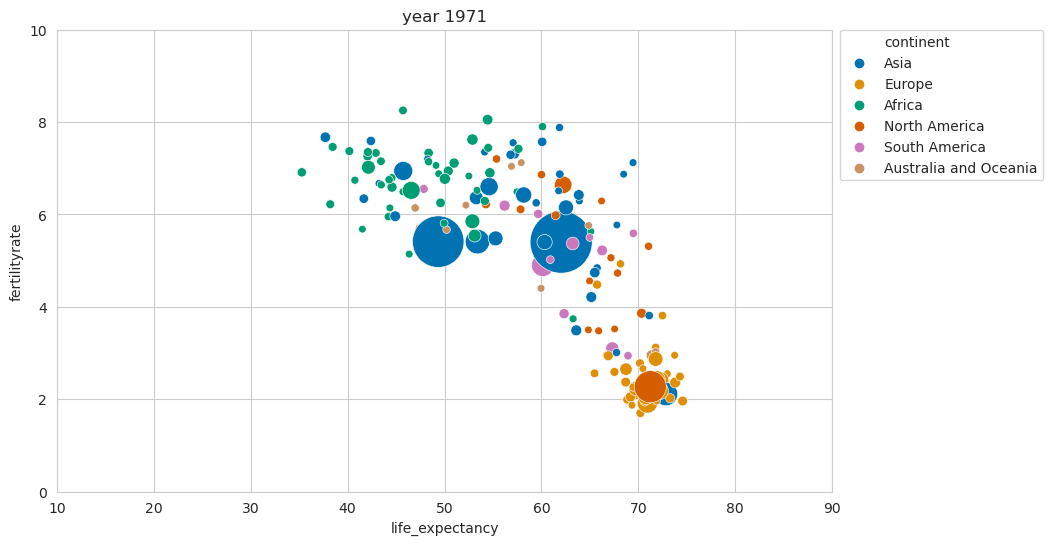 year 1971
continent
Asia
Europe
Africa
North America
South America
Australia and Oceania
fertilityrate
10
8
6
4
2
0
10
20
30
40
50
60
70
80
90
life_expectancy